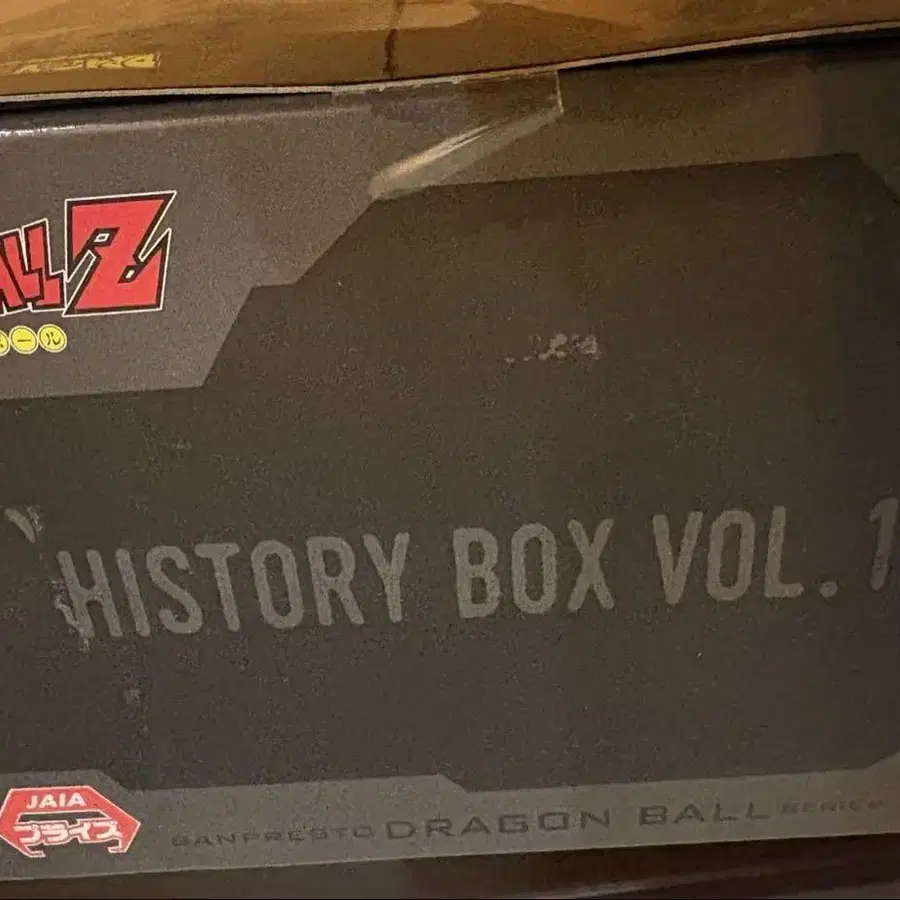 ALL Z
ール
HISTORY BOX VOL. 1
JAIA
プライズ
BANPRESTO DRAGON BALL SERIES